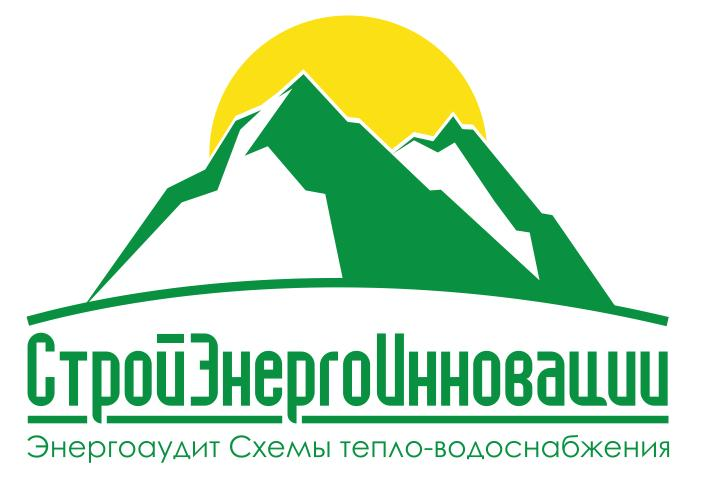 СтройЭнергоИнновации
Энергоаудит Схемы тепло-водоснабжения